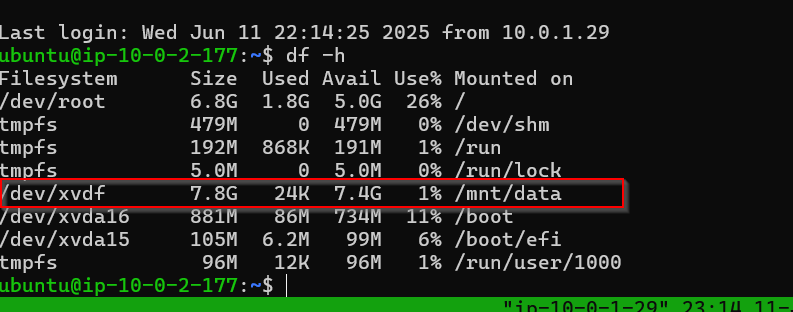 Last login: Wed Jun 11 22:14:25 2025 from 10.0.1.29
ubuntu@ip-10-0-2-177:~$ df -h
Filesystem      Size  Used Avail Use% Mounted on
/dev/root       6.8G  1.8G  5.0G  26% /
tmpfs           479M     0  479M   0% /dev/shm
tmpfs           192M  868K  191M   1% /run
tmpfs           5.0M     0  5.0M   0% /run/lock
/dev/xvdf       7.8G   24K  7.4G   1% /mnt/data
/dev/xvda16     881M   86M  734M  11% /boot
/dev/xvda15     105M  6.2M   99M   6% /boot/efi
tmpfs            96M   12K   96M   1% /run/user/1000
ubuntu@ip-10-0-2-177:~$
"ip-10-0-1-29" 23:14 11-